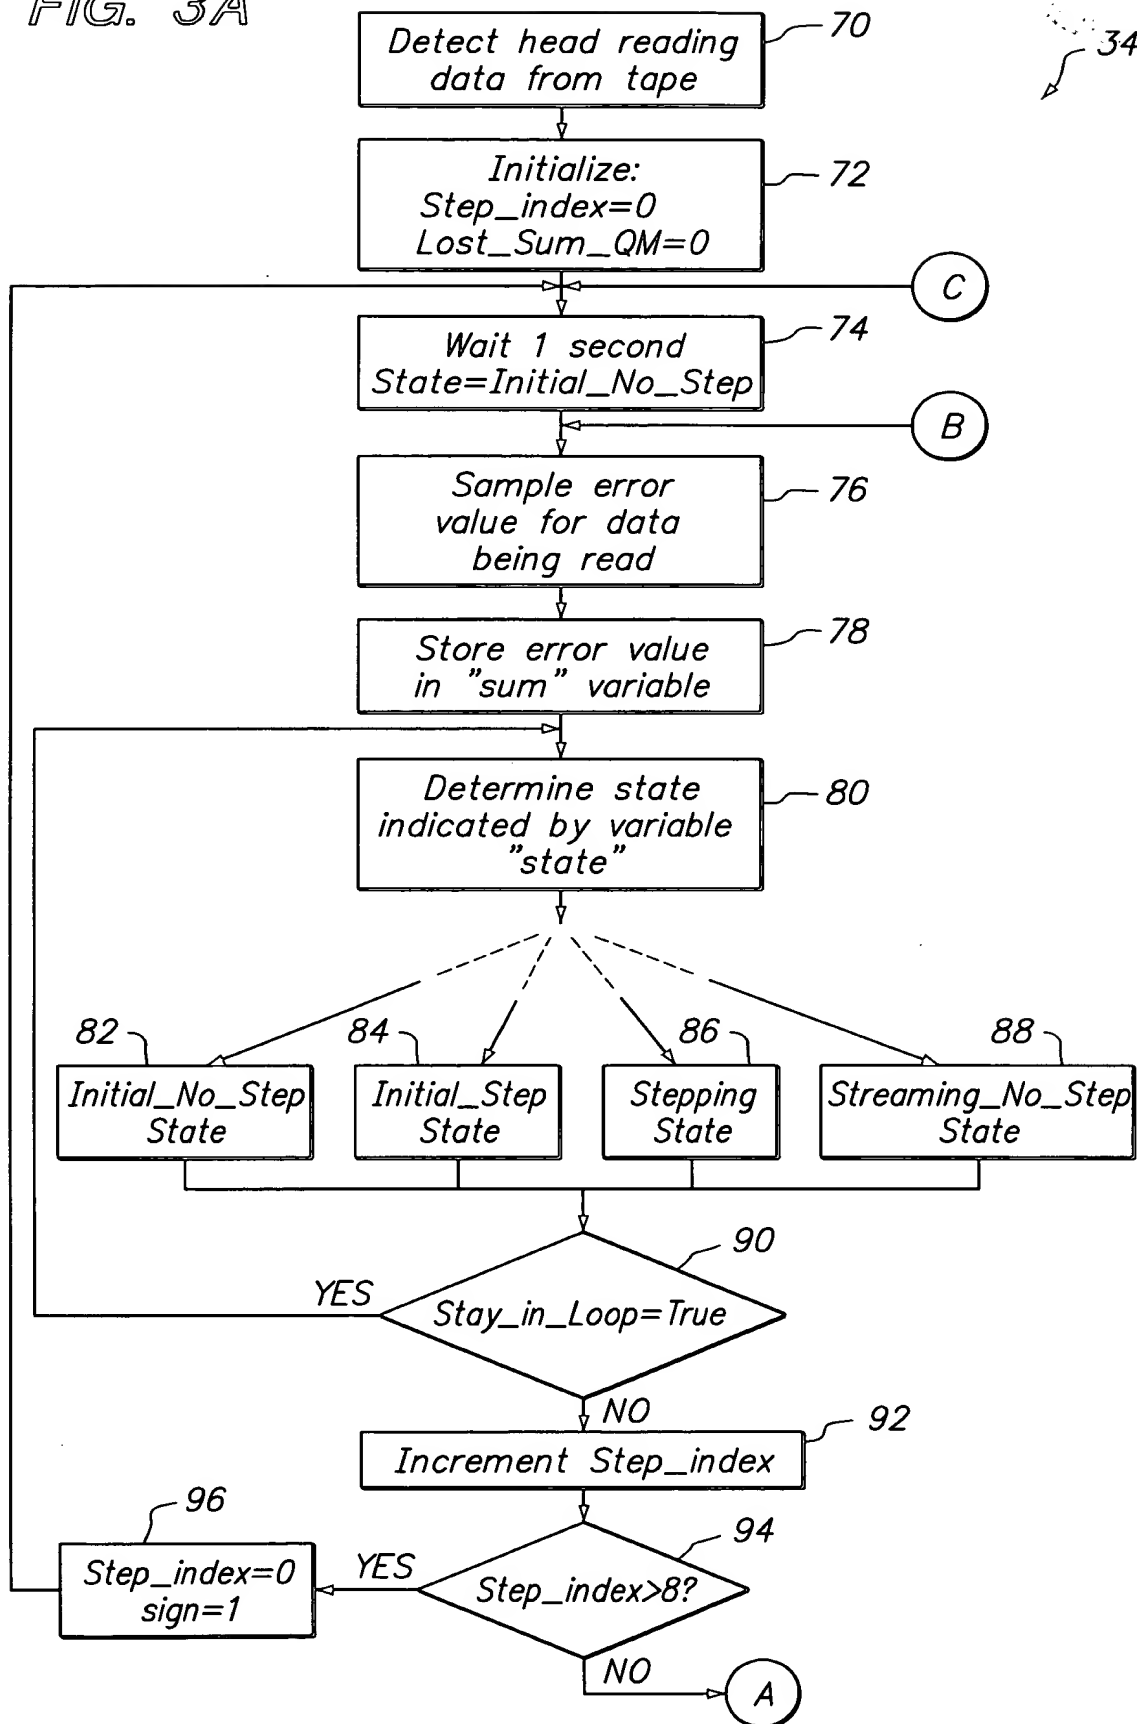 FIG. 3A
34
Detect head reading
data from tape
70
Initialize:
Step_index=0
Lost_Sum_QM=0
72
C
Wait 1 second
State=Initial_No_Step
74
B
Sample error
value for data
being read
76
Store error value
in "sum" variable
78
Determine state
indicated by variable
"state"
80
82
84
86
88
Initial_No_Step
State
Initial_Step
State
Stepping
State
Streaming_No_Step
State
90
YES
Stay_in_Loop=True
NO
92
Increment Step_index
96
94
Step_index=0
sign=1
YES
Step_index>8?
NO
A